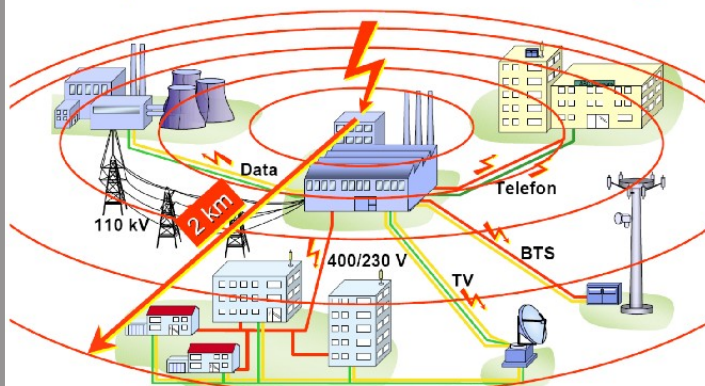 Data
Telefon
110 kV
2 km
400/230 V
BTS
TV